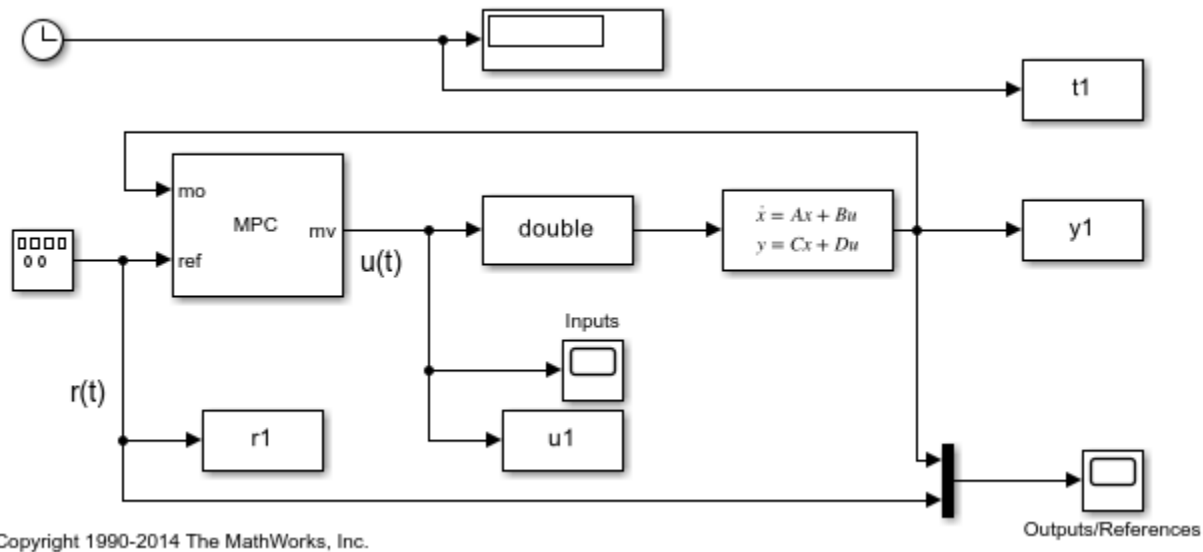 t1
mo
MPC
mv
ref
u(t)
double
ẋ = Ax + Bu
y = Cx + Du
y1
Inputs
r(t)
r1
u1
Outputs/References
Copyright 1990-2014 The MathWorks, Inc.